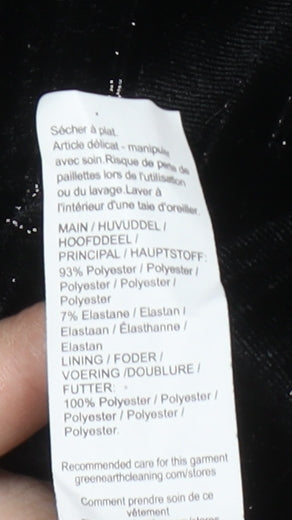 Sécher à plat.
Article délicat - manipuler
avec soin.Risque de perte de
paillettes lors de l'utilisation
ou du lavage.Laver à
l'intérieur d'une taie d'oreiller.
MAIN / HUVUDDEL /
HOOFDDEEL /
PRINCIPAL / HAUPTSTOFF:
93% Polyester / Polyester /
Polyester / Polyester /
Polyester
7% Elastane / Elastan /
Elastaan / Élasthanne /
Elastan
LINING / FODER /
VOERING /DOUBLURE /
FUTTER:
100% Polyester / Polyester /
Polyester / Polyester /
Polyester.
Recommended care for this garment
greenearthcleaning.com/stores
Comment prendre soin de ce
vêtement